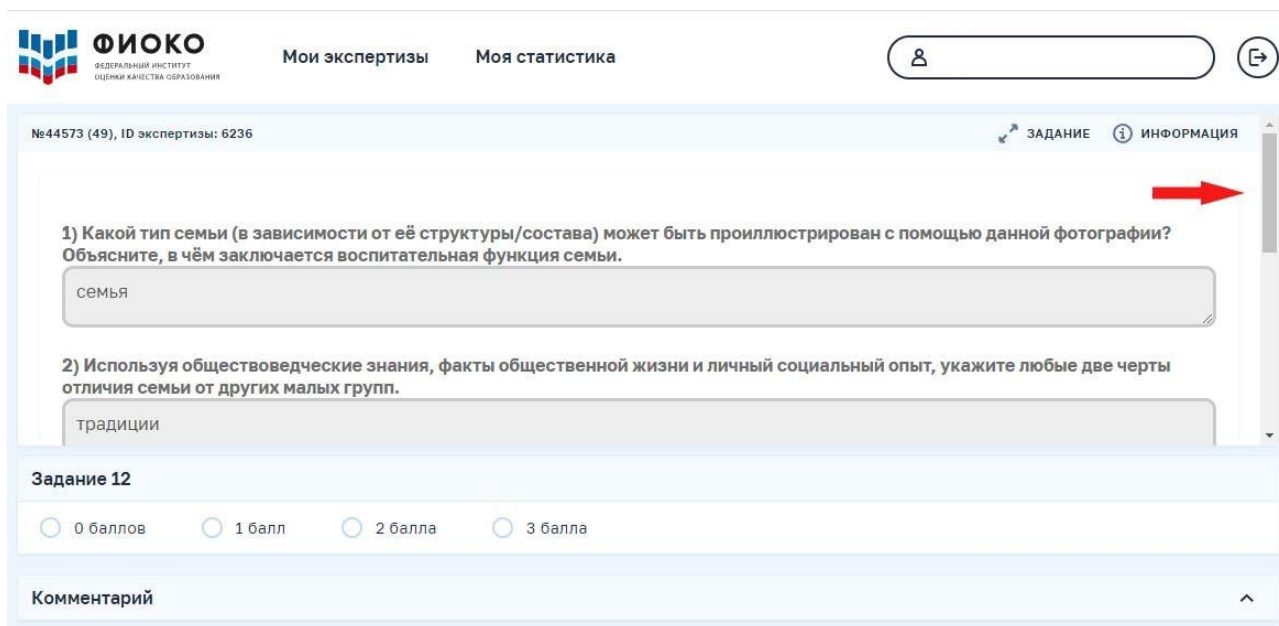 ФИОКО
ФЕДЕРАЛЬНЫЙ ИНСТИТУТ
ОЦЕНКИ КАЧЕСТВА ОБРАЗОВАНИЯ
Мои экспертизы
Моя статистика
№44573 (49), ID экспертизы: 6236
ЗАДАНИЕ
ИНФОРМАЦИЯ
1) Какой тип семьи (в зависимости от её структуры/состава) может быть проиллюстрирован с помощью данной фотографии?
Объясните, в чём заключается воспитательная функция семьи.
семья
2) Используя обществоведческие знания, факты общественной жизни и личный социальный опыт, укажите любые две черты
отличия семьи от других малых групп.
традиции
Задание 12
0 баллов
1 балл
2 балла
3 балла
Комментарий